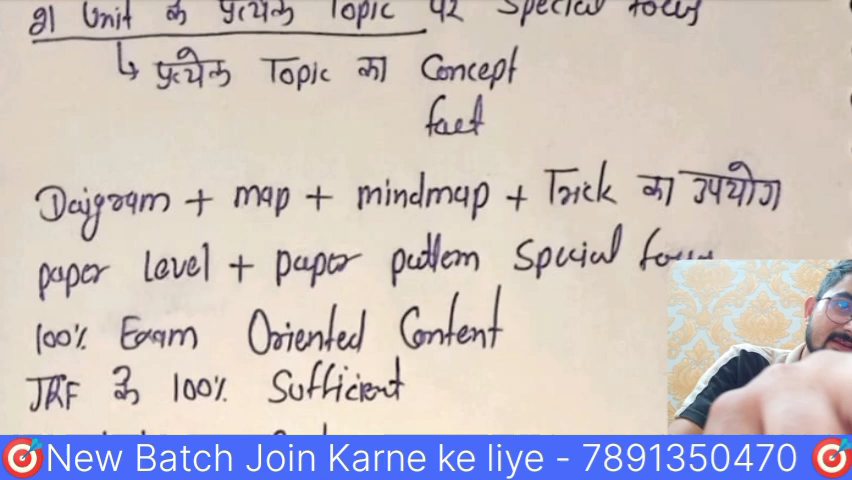 Unit के प्रत्येक Topic पर Special focus
↳ प्रत्येक Topic का Concept
fact
Daigram + map + mindmap + Trick का उपयोग
paper level + paper pattern Special focus
100% Exam Oriented Content
JRF के 100% Sufficient
🎯New Batch Join Karne ke liye - 7891350470 🎯